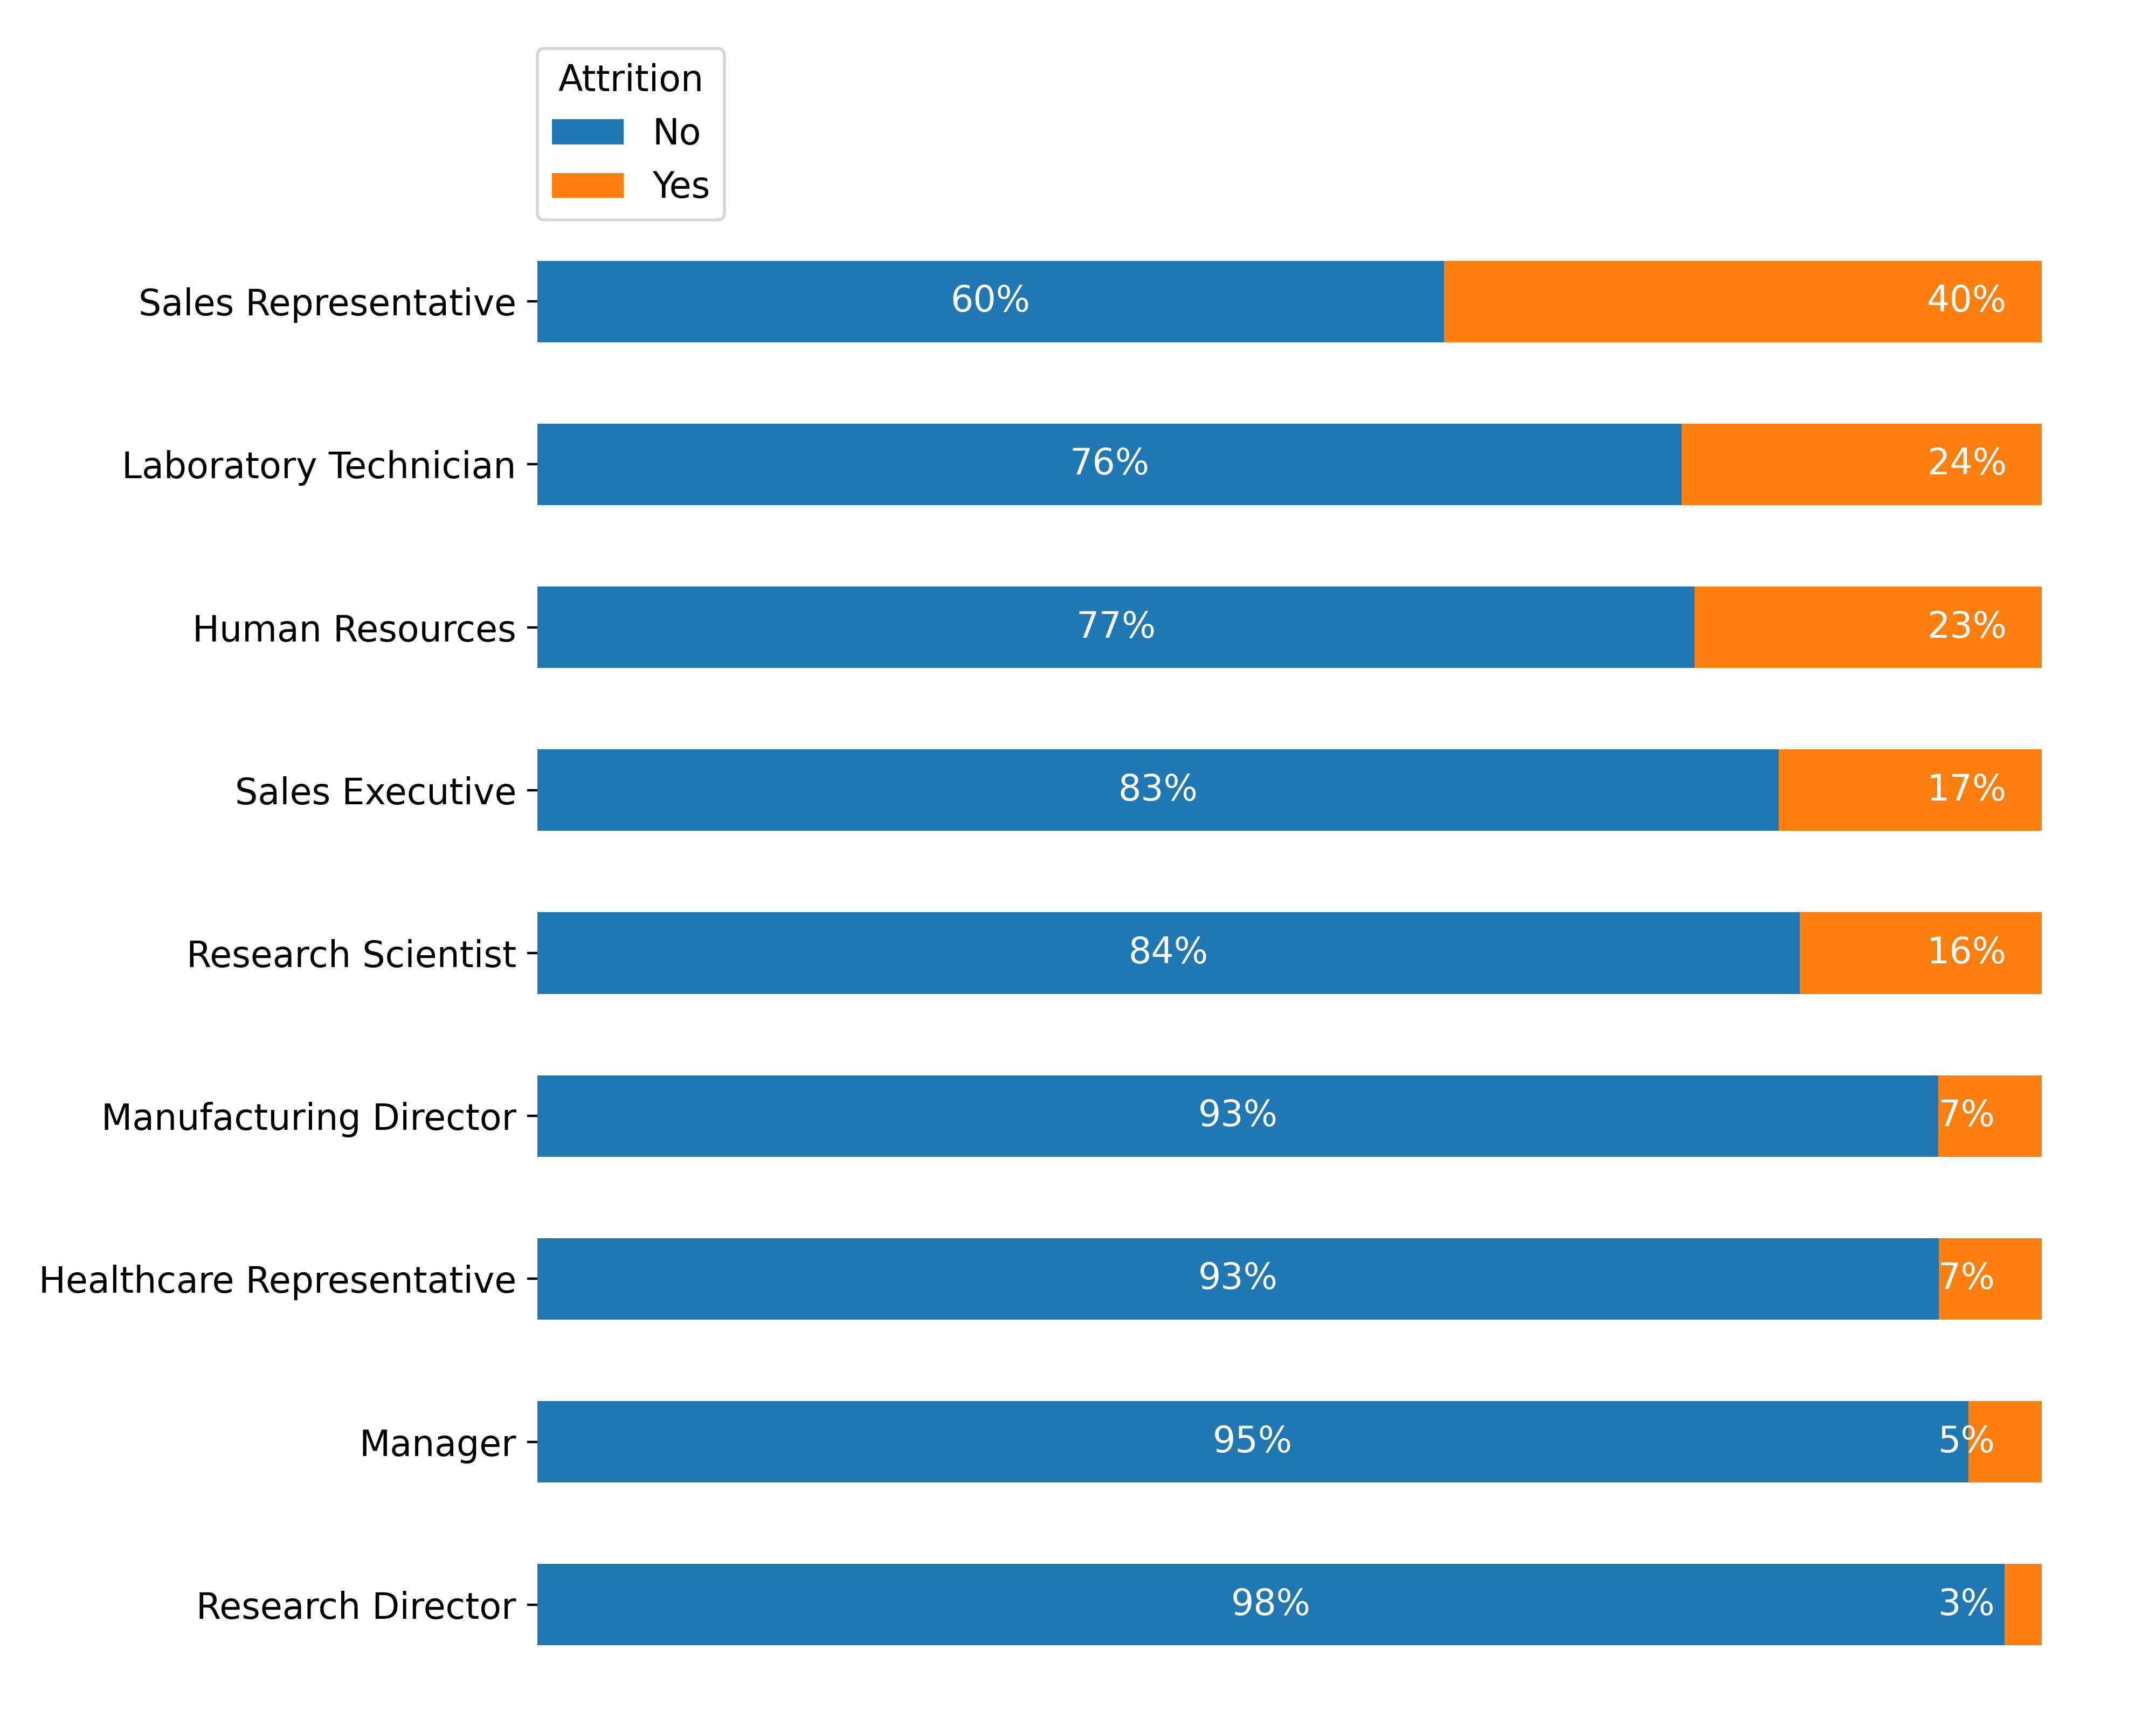 Attrition
No
Yes
Sales Representative 60% 40%
Laboratory Technician 76% 24%
Human Resources 77% 23%
Sales Executive 83% 17%
Research Scientist 84% 16%
Manufacturing Director 93% 7%
Healthcare Representative 93% 7%
Manager 95% 5%
Research Director 98% 3%